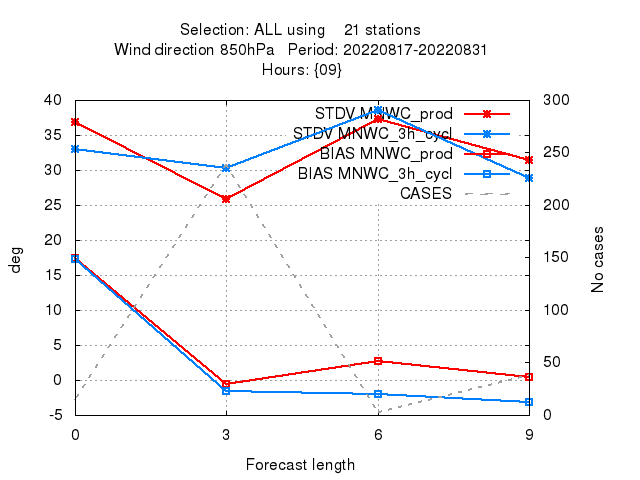 Selection: ALL using    21 stations
Wind direction 850hPa   Period: 20220817-20220831
Hours: {09}
STDV MNWC_prod
STDV MNWC_3h_cycl
BIAS MNWC_prod
BIAS MNWC_3h_cycl
CASES
40
35
30
25
20
15
10
5
0
-5
deg
300
250
200
150
100
50
0
No cases
0 3 6 9
Forecast length